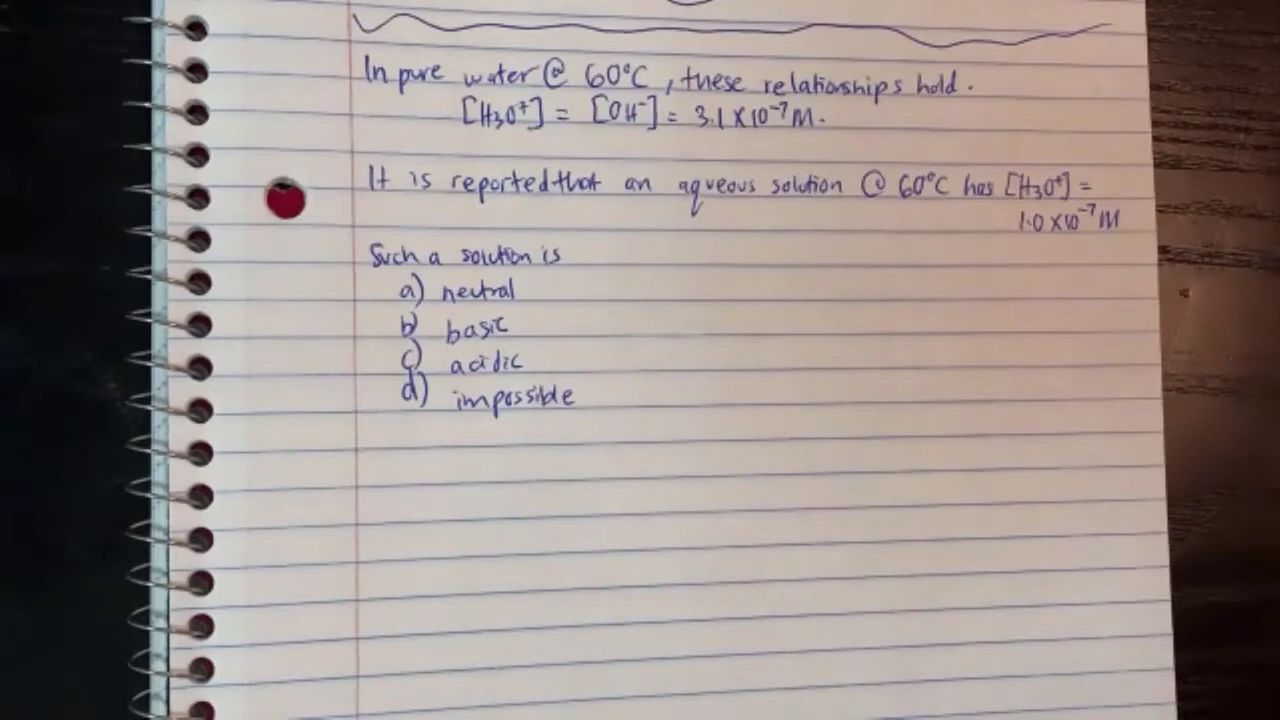 In pure water @ 60°C, these relationships hold.
[H₃O⁺] = [OH⁻] = 3.1 x 10⁻⁷ M.
It is reported that an aqueous solution @ 60°C has [H₃O⁺] =
1.0 x 10⁻⁷ M
Such a solution is
a) neutral
b) basic
c) acidic
d) impossible